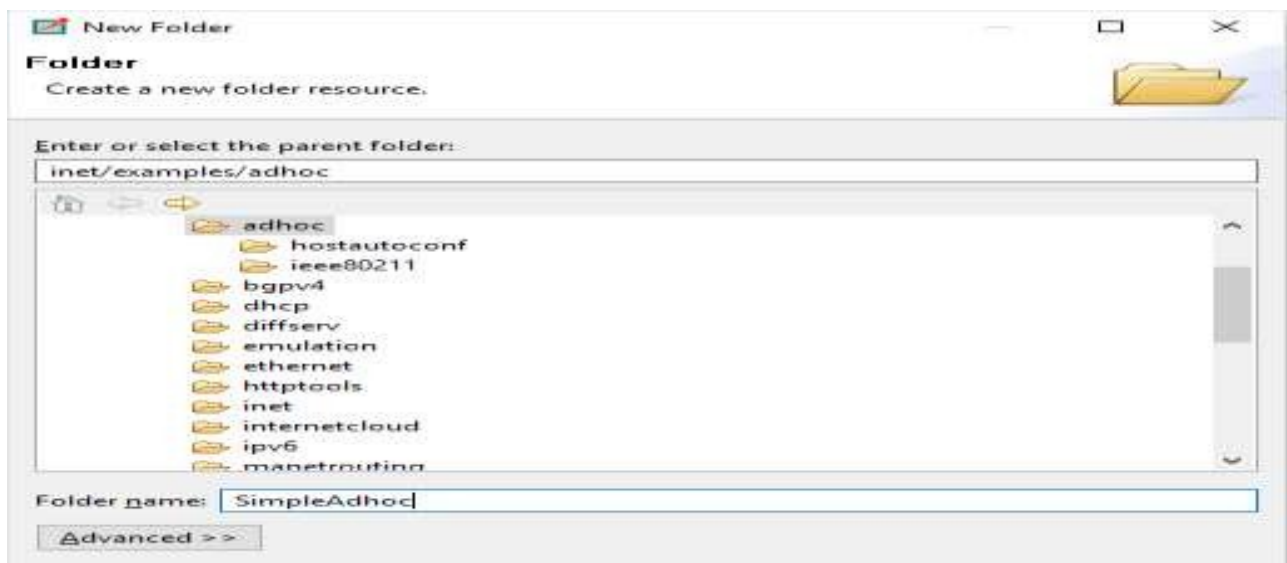 New Folder
Folder
Create a new folder resource.
Enter or select the parent folder:
inet/examples/adhoc
adhoc
hostautoconf
ieee80211
bgpv4
dhcp
diffserv
emulation
ethernet
httptools
inet
internetcloud
ipv6
manetrouting
Folder name: SimpleAdhoc
Advanced >>